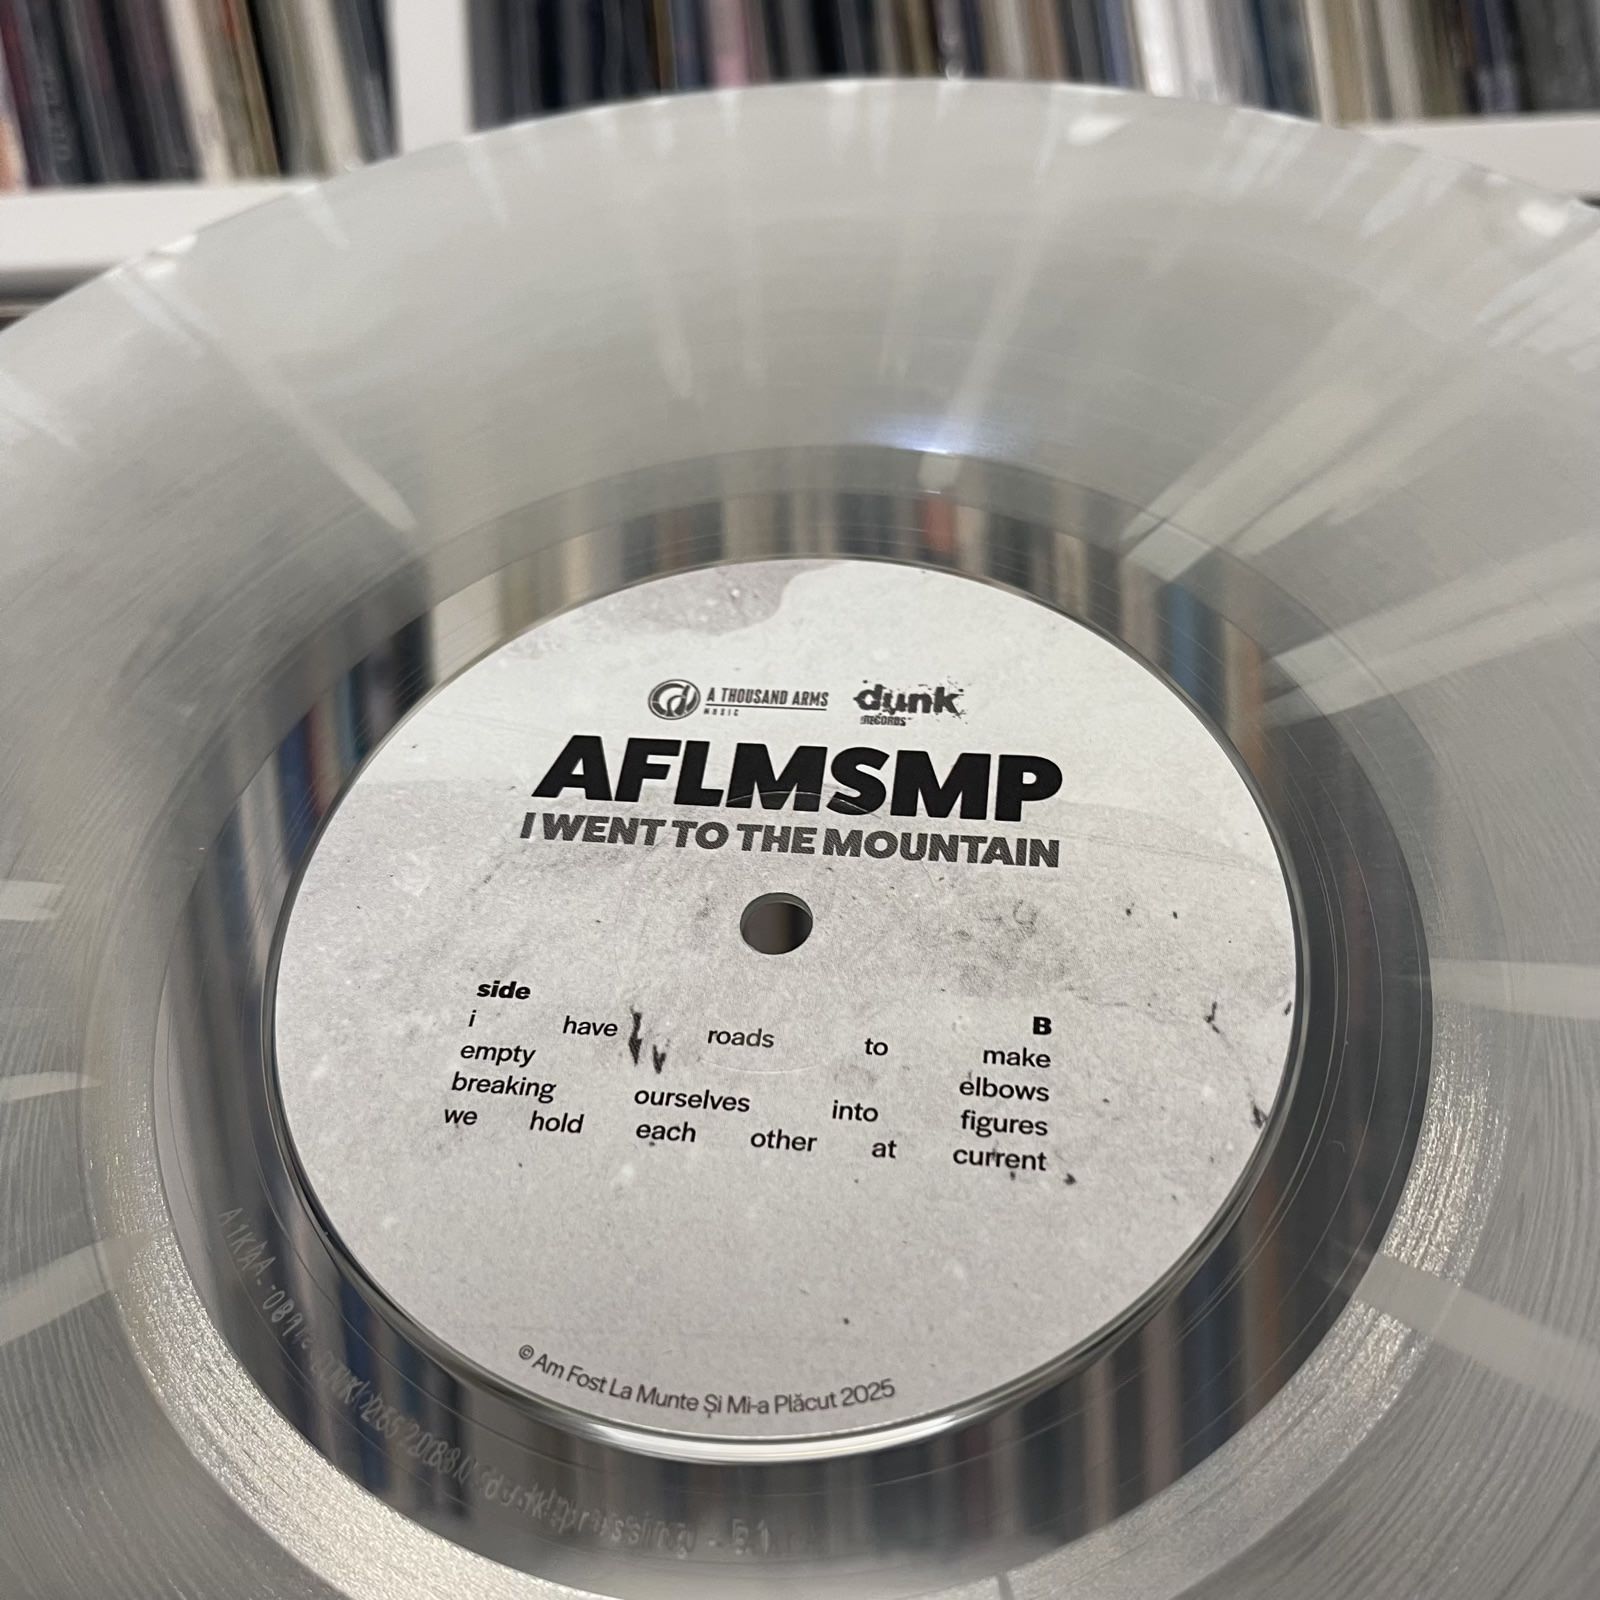 A THOUSAND ARMS
MUSIC
dunk
RECORDS
AFLMSMP
I WENT TO THE MOUNTAIN
side B
i have roads to make
empty elbows
breaking ourselves into figures
we hold each other at current
© Am Fost La Munte Și Mi-a Plăcut 2025